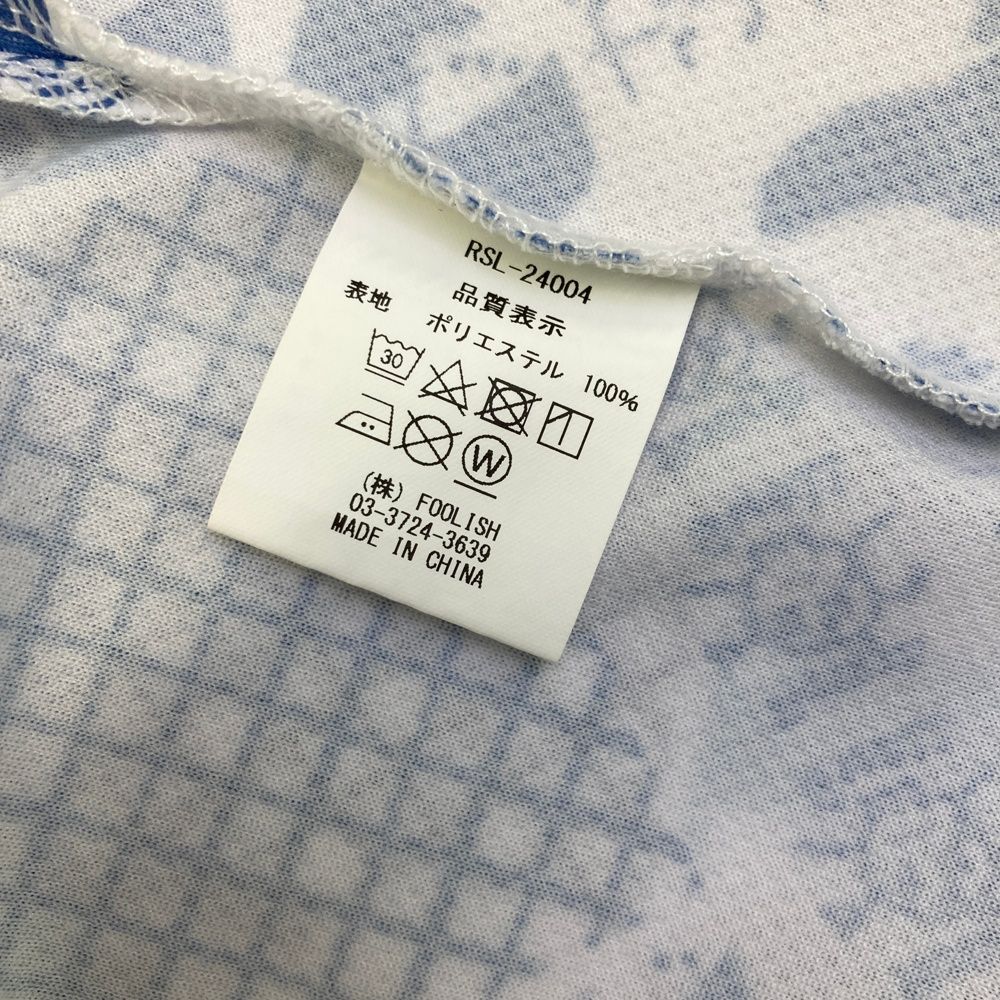 RSL-24004
品質表示
表地 ポリエステル 100%
30
W
(株) FOOLISH
03-3724-3639
MADE IN CHINA